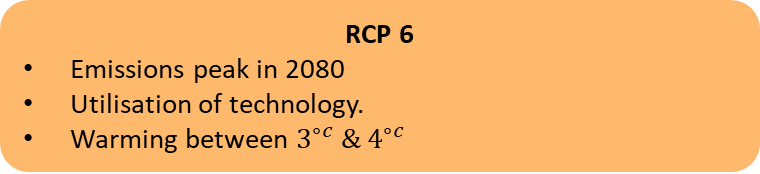 RCP 6
• Emissions peak in 2080
• Utilisation of technology.
• Warming between 3°ᶜ & 4°ᶜ